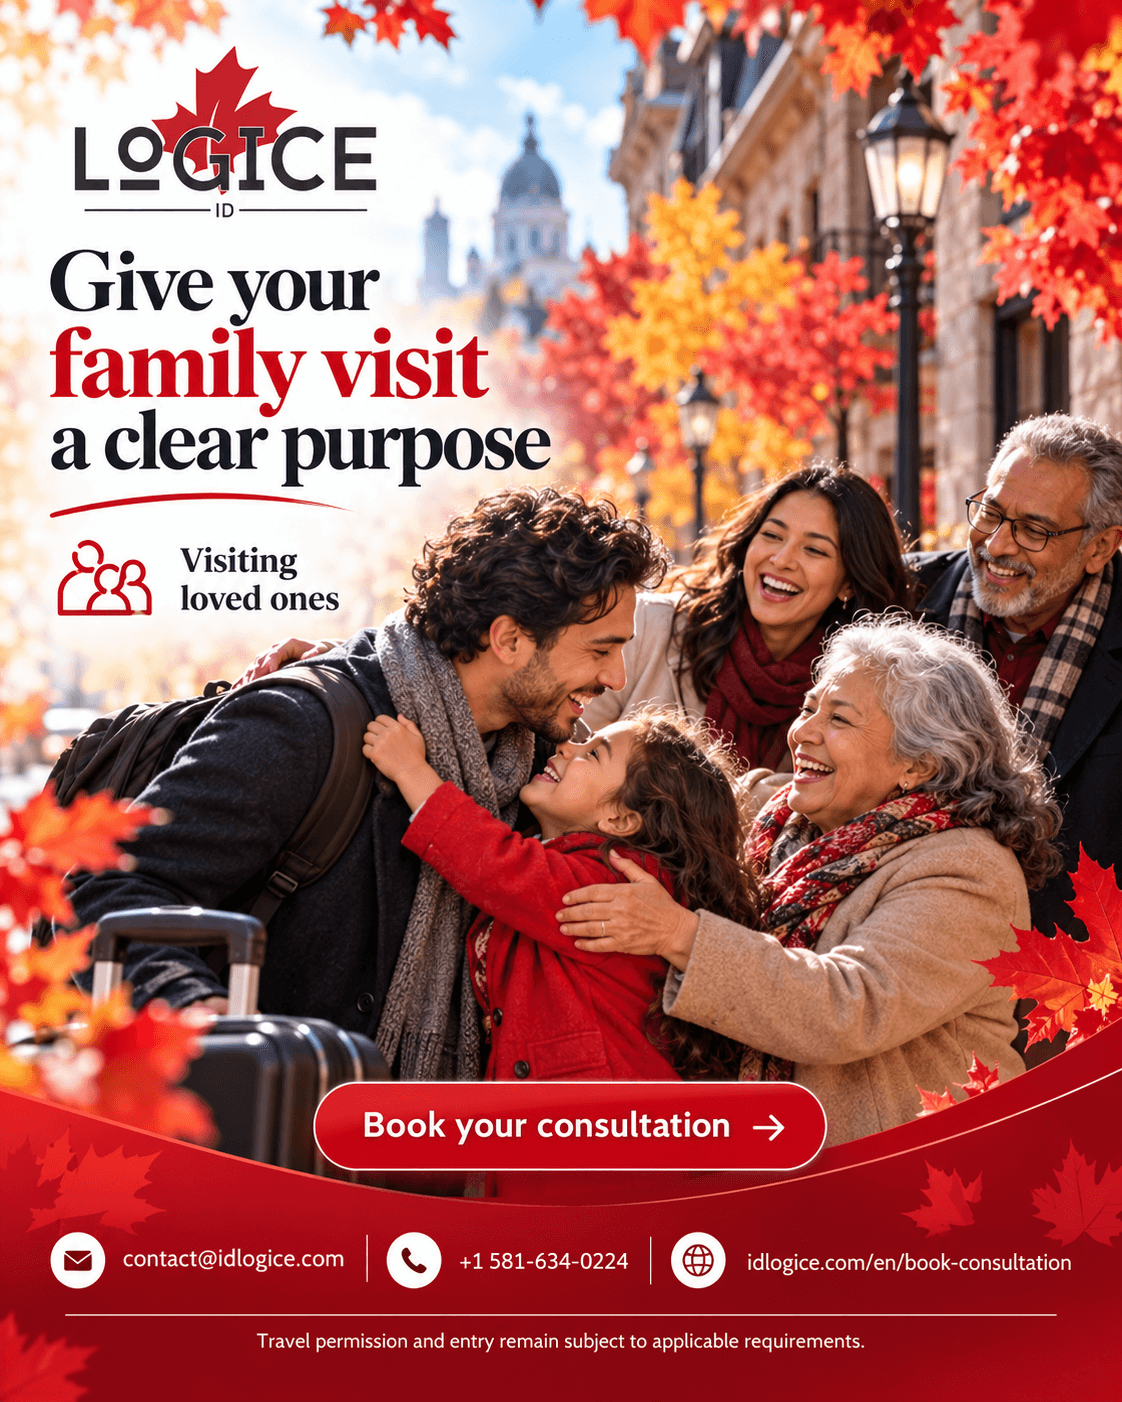 LOGICE
ID
Give your
family visit
a clear purpose
Visiting
loved ones
Book your consultation →
contact@idlogice.com
+1 581-634-0224
idlogice.com/en/book-consultation
Travel permission and entry remain subject to applicable requirements.